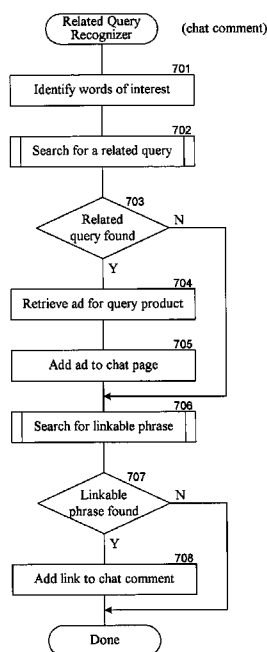 Related Query
Recognizer
(chat comment)
701
Identify words of interest
702
Search for a related query
703
Related
query found
N
Y
704
Retrieve ad for query product
705
Add ad to chat page
706
Search for linkable phrase
707
Linkable
phrase found
N
Y
708
Add link to chat comment
Done